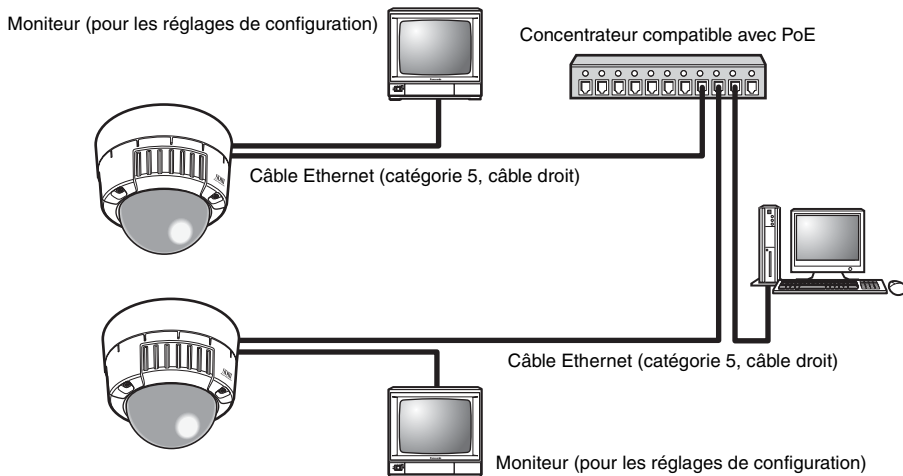 Moniteur (pour les réglages de configuration)
Concentrateur compatible avec PoE
Câble Ethernet (catégorie 5, câble droit)
Câble Ethernet (catégorie 5, câble droit)
Moniteur (pour les réglages de configuration)